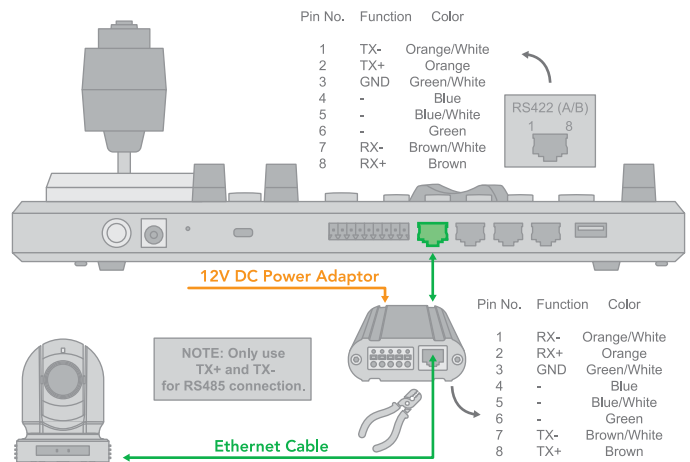 Pin No. Function Color
1 TX- Orange/White
2 TX+ Orange
3 GND Green/White
4 - Blue
5 - Blue/White
6 - Green
7 RX- Brown/White
8 RX+ Brown
RS422 (A/B)
1 8
12V DC Power Adaptor
NOTE: Only use
TX+ and TX-
for RS485 connection.
Pin No. Function Color
1 RX- Orange/White
2 RX+ Orange
3 GND Green/White
4 - Blue
5 - Blue/White
6 - Green
7 TX- Brown/White
8 TX+ Brown
Ethernet Cable